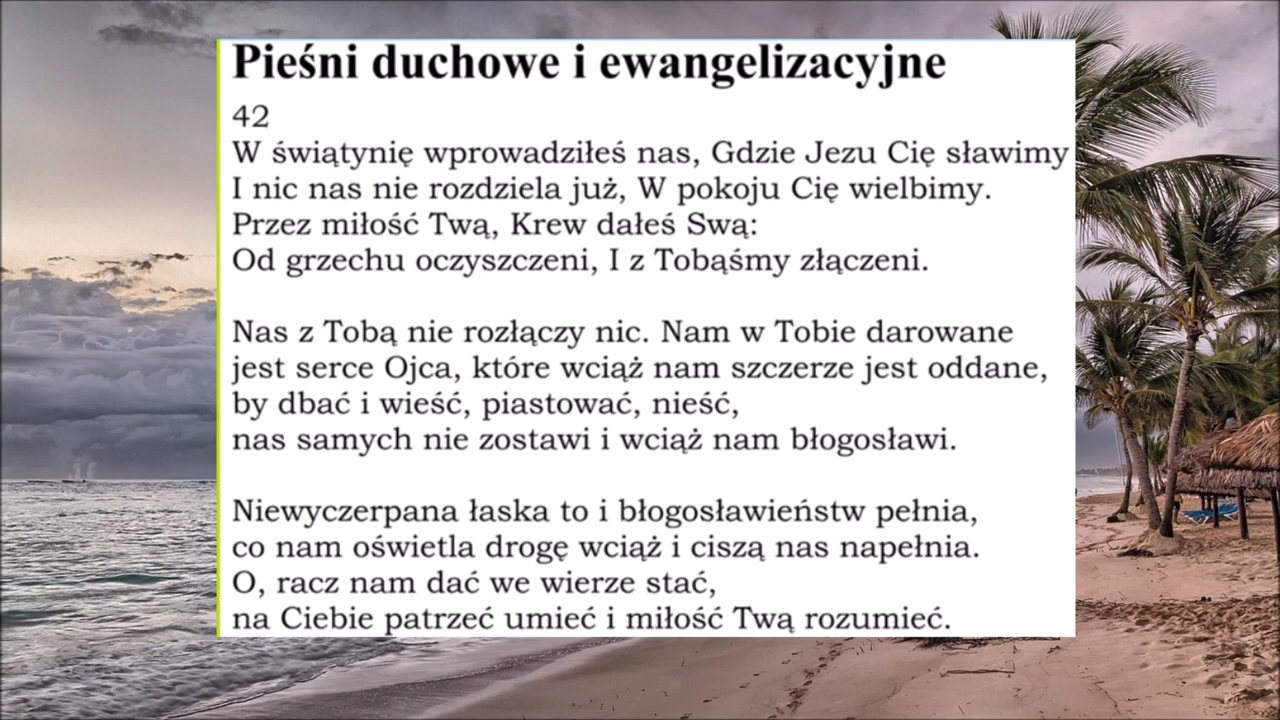 Pieśni duchowe i ewangelizacyjne
42
W świątynię wprowadziłeś nas, Gdzie Jezu Cię sławimy
I nic nas nie rozdziela już, W pokoju Cię wielbimy.
Przez miłość Twą, Krew dałeś Swą:
Od grzechu oczyszczeni, I z Tobąśmy złączeni.
Nas z Tobą nie rozłączy nic. Nam w Tobie darowane
jest serce Ojca, które wciąż nam szczerze jest oddane,
by dbać i wieść, piastować, nieść,
nas samych nie zostawi i wciąż nam błogosławi.
Niewyczerpana łaska to i błogosławieństw pełnia,
co nam oświetla drogę wciąż i ciszą nas napełnia.
O, racz nam dać we wierze stać,
na Ciebie patrzeć umieć i miłość Twą rozumieć.